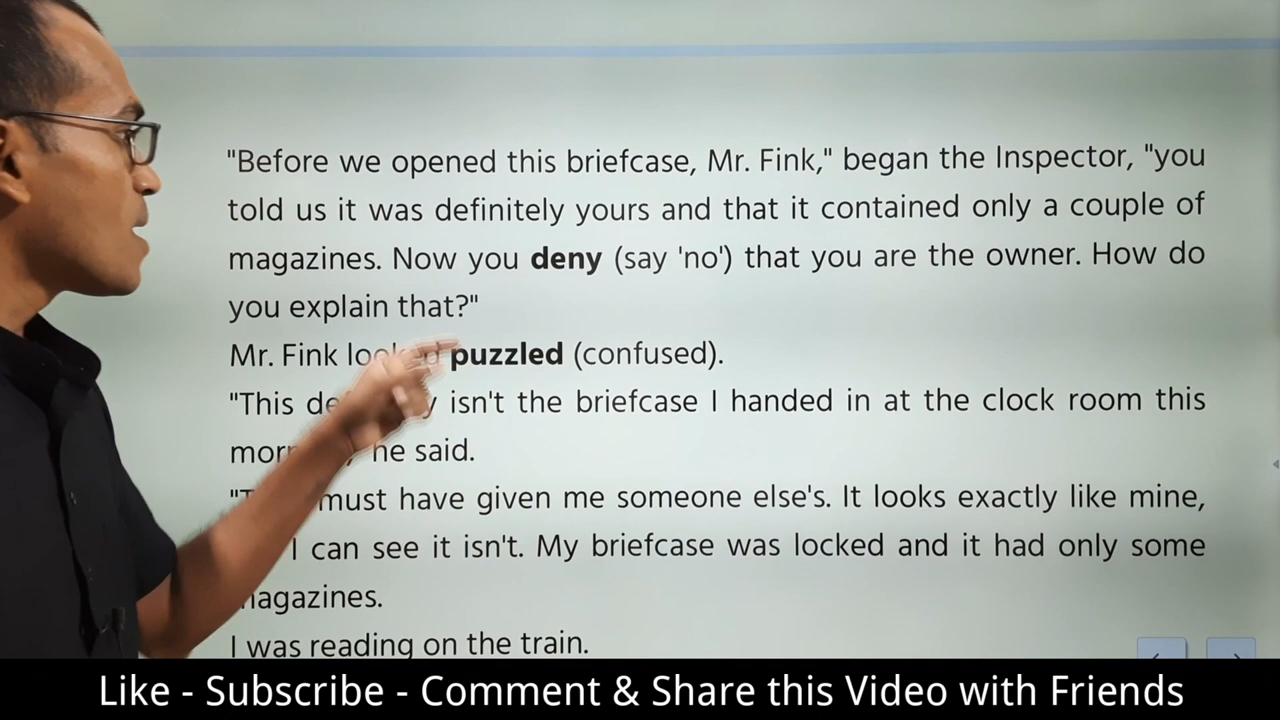 "Before we opened this briefcase, Mr. Fink," began the Inspector, "you
told us it was definitely yours and that it contained only a couple of
magazines. Now you deny (say 'no') that you are the owner. How do
you explain that?"
Mr. Fink looked puzzled (confused).
"This isn't the briefcase I handed in at the clock room this
he said.
must have given me someone else's. It looks exactly like mine,
I can see it isn't. My briefcase was locked and it had only some
magazines.
I was reading on the train.
Like - Subscribe - Comment & Share this Video with Friends